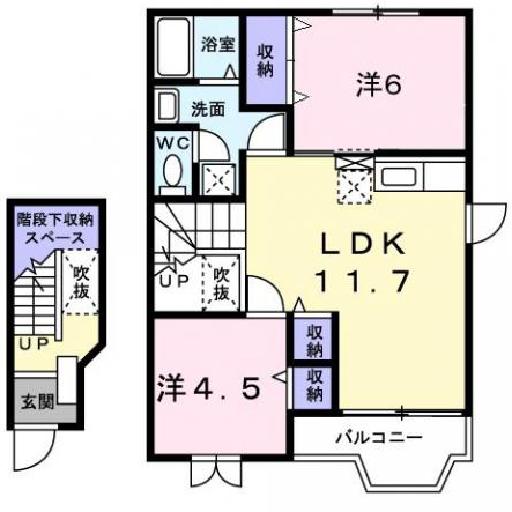 浴室
収納
洋6
洗面
WC
階段下収納
スペース
吹抜
UP
玄関
UP
吹抜
LDK
11.7
収納
収納
洋4.5
バルコニー